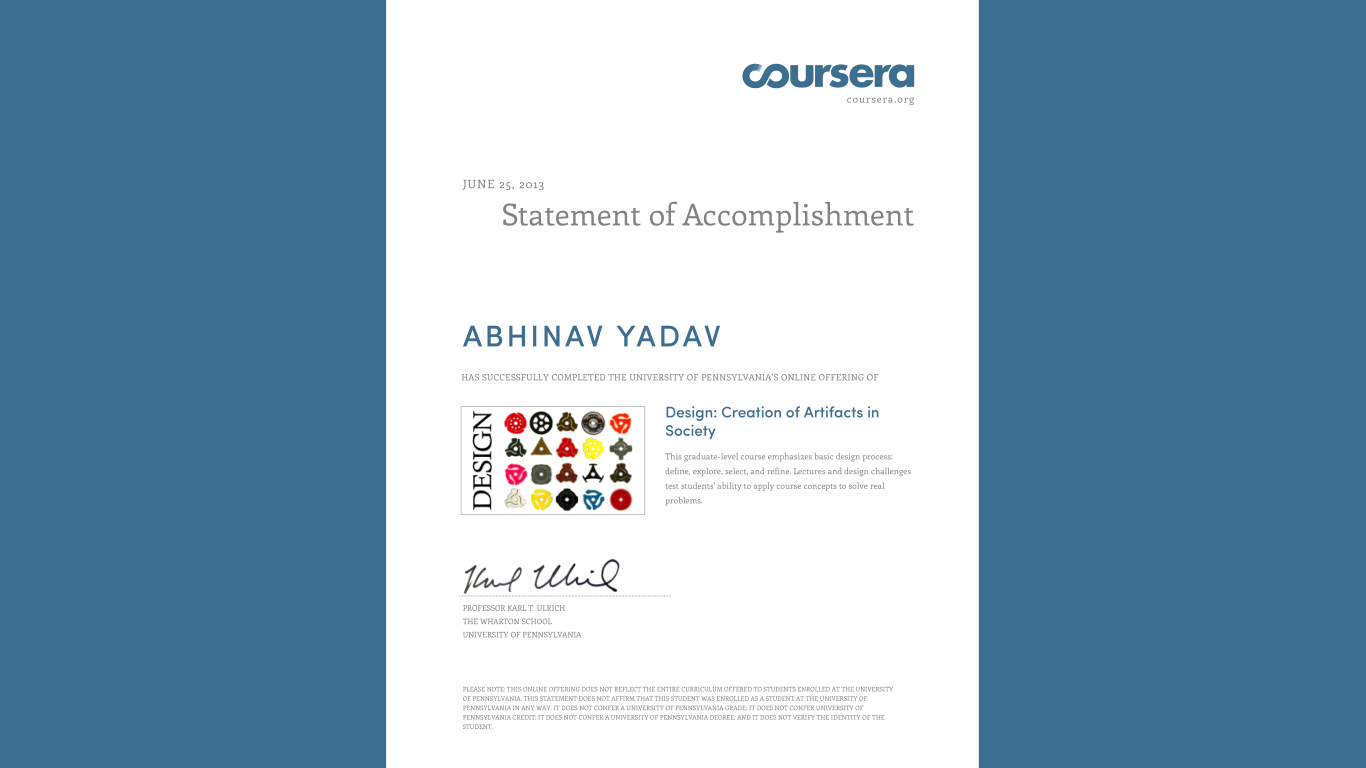 coursera
coursera.org
JUNE 25, 2013
Statement of Accomplishment
ABHINAV YADAV
HAS SUCCESSFULLY COMPLETED THE UNIVERSITY OF PENNSYLVANIA'S ONLINE OFFERING OF
DESIGN
Design: Creation of Artifacts in
Society
This graduate-level course emphasizes basic design process:
define, explore, select, and refine. Lectures and design challenges
test students' ability to apply course concepts to solve real
problems.
PROFESSOR KARL T. ULRICH
THE WHARTON SCHOOL
UNIVERSITY OF PENNSYLVANIA
PLEASE NOTE: THIS ONLINE OFFERING DOES NOT REFLECT THE ENTIRE CURRICULUM OFFERED TO STUDENTS ENROLLED AT THE UNIVERSITY
OF PENNSYLVANIA. THIS STATEMENT DOES NOT AFFIRM THAT THIS STUDENT WAS ENROLLED AS A STUDENT AT THE UNIVERSITY OF
PENNSYLVANIA IN ANY WAY. IT DOES NOT CONFER A UNIVERSITY OF PENNSYLVANIA GRADE; IT DOES NOT CONFER UNIVERSITY OF
PENNSYLVANIA CREDIT; IT DOES NOT CONFER A UNIVERSITY OF PENNSYLVANIA DEGREE; AND IT DOES NOT VERIFY THE IDENTITY OF THE
STUDENT.